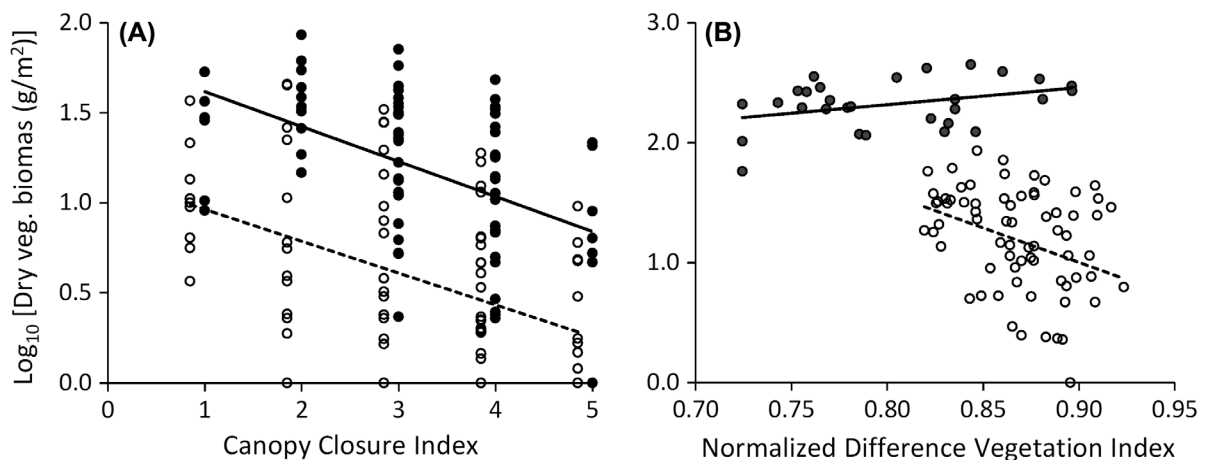 (A)
Log10 [Dry veg. biomas (g/m²)]
2.0
1.5
1.0
0.5
0.0
0 1 2 3 4 5
Canopy Closure Index
(B)
3.0
2.0
1.0
0.0
0.70 0.75 0.80 0.85 0.90 0.95
Normalized Difference Vegetation Index